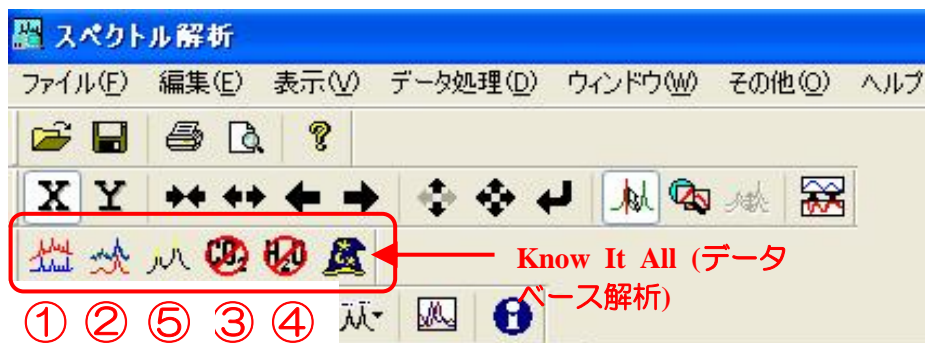 スペクトル解析
ファイル(F) 編集(E) 表示(V) データ処理(D) ウィンドウ(W) その他(O) ヘルプ
X Y
CO2 H2O
Know It All (データ
ベース解析)
① ② ⑤ ③ ④